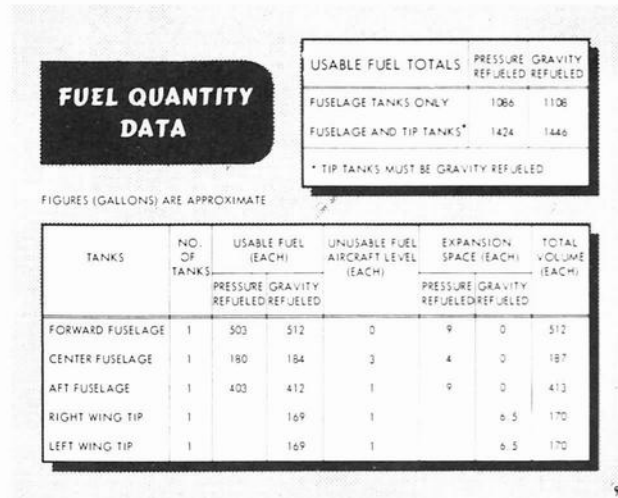 FUEL QUANTITY
DATA
USABLE FUEL TOTALS PRESSURE REFUELED GRAVITY REFUELED
FUSELAGE TANKS ONLY 1086 1108
FUSELAGE AND TIP TANKS* 1424 1446
* TIP TANKS MUST BE GRAVITY REFUELED
FIGURES (GALLONS) ARE APPROXIMATE
TANKS NO. OF TANKS USABLE FUEL (EACH) UNUSABLE FUEL AIRCRAFT LEVEL (EACH) EXPANSION SPACE (EACH) TOTAL VOLUME (EACH)
PRESSURE REFUELED GRAVITY REFUELED PRESSURE REFUELED GRAVITY REFUELED
FORWARD FUSELAGE 1 503 512 0 9 0 512
CENTER FUSELAGE 1 180 184 3 4 0 187
AFT FUSELAGE 1 403 412 1 9 0 413
RIGHT WING TIP 1 169 1 6.5 170
LEFT WING TIP 1 169 1 6.5 170